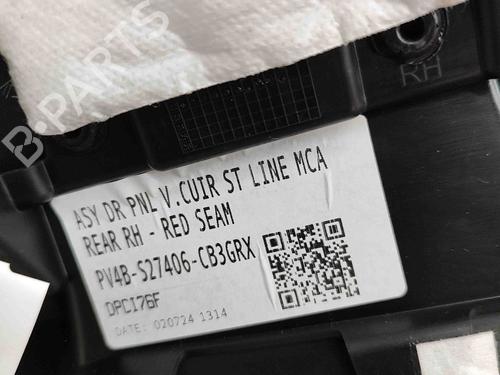 B PARTS
RH
ASY DR PNL V.CUIR ST LINE MCA
REAR RH - RED SEAM
PV4B-S27406-CB3GRX
DPCI76F
DATE: 020724 1314